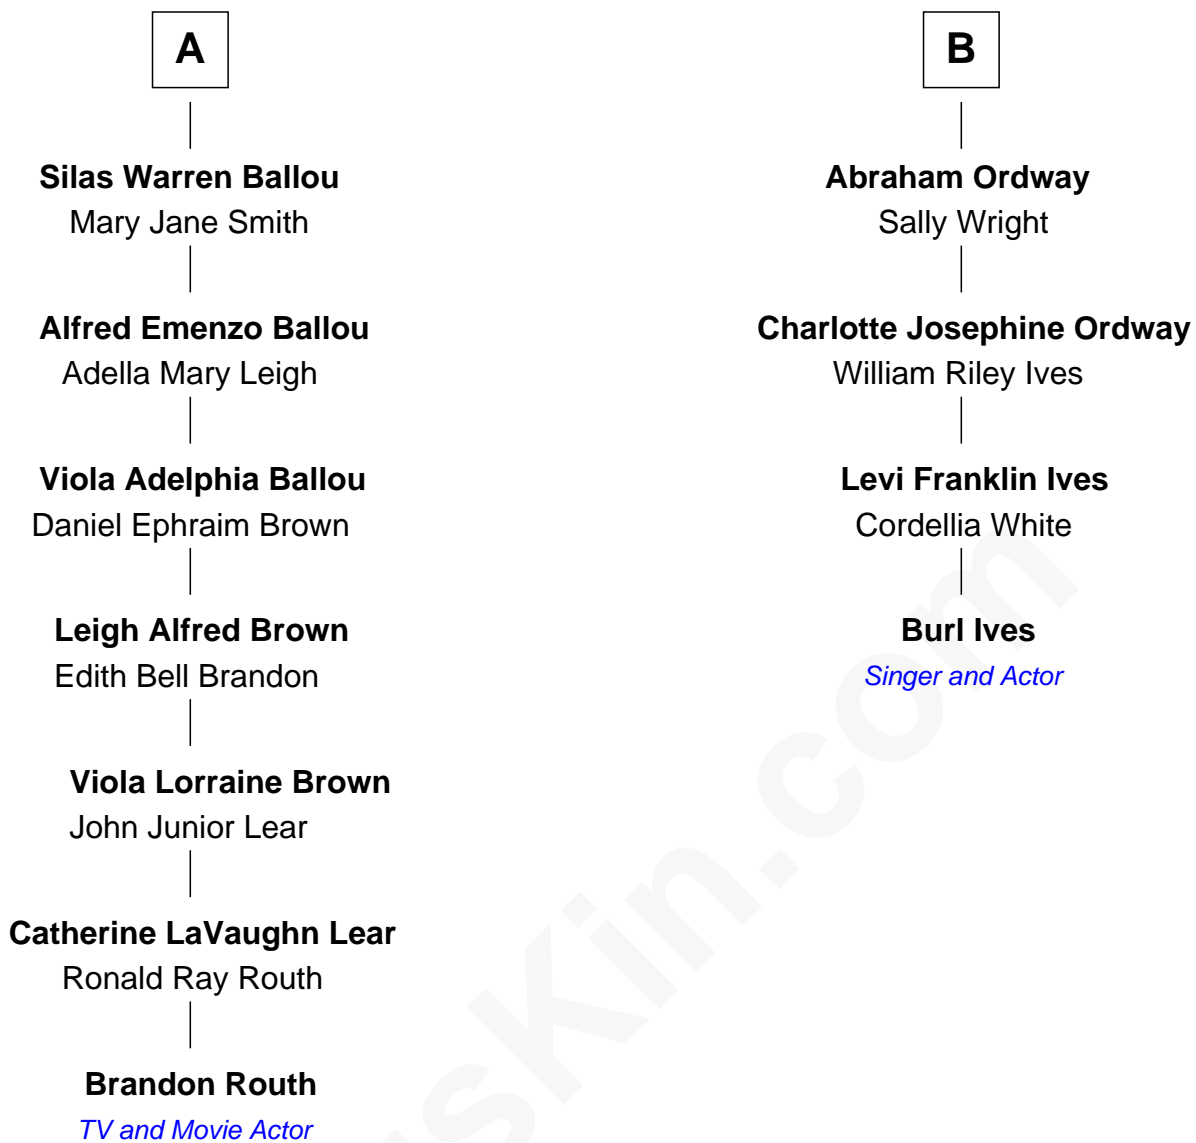 A
Silas Warren Ballou
Mary Jane Smith
Alfred Emenzo Ballou
Adella Mary Leigh
Viola Adelphia Ballou
Daniel Ephraim Brown
Leigh Alfred Brown
Edith Bell Brandon
Viola Lorraine Brown
John Junior Lear
Catherine LaVaughn Lear
Ronald Ray Routh
Brandon Routh
TV and Movie Actor
B
Abraham Ordway
Sally Wright
Charlotte Josephine Ordway
William Riley Ives
Levi Franklin Ives
Cordellia White
Burl Ives
Singer and Actor
sKin.com